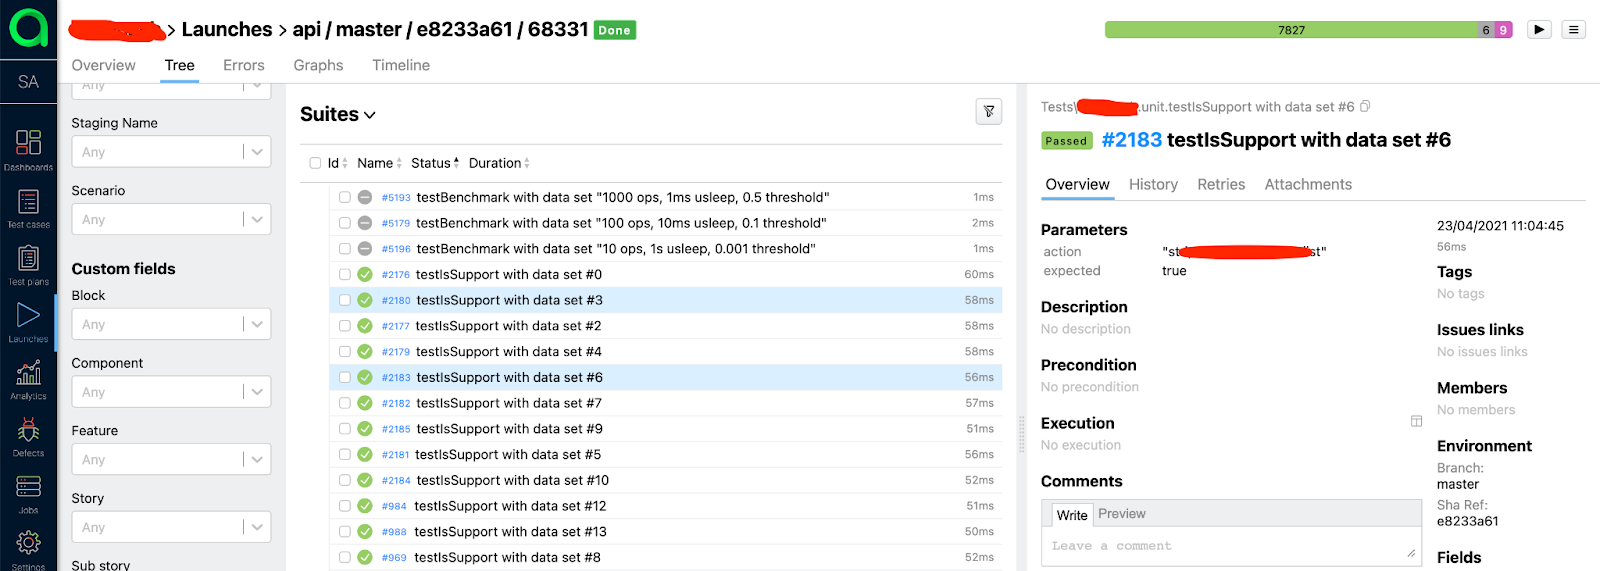 > Launches > api / master / e8233a61 / 68331 Done
7827 6 9
Overview Tree Errors Graphs Timeline
SA
Dashboards
Test cases
Test plans
Launches
Analytics
Defects
Jobs
Settings
Any
Staging Name
Any
Scenario
Any
Custom fields
Block
Any
Component
Any
Feature
Any
Story
Any
Sub story
Suites
Id Name Status Duration
#5193 testBenchmark with data set "1000 ops, 1ms usleep, 0.5 threshold" 1ms
#5179 testBenchmark with data set "100 ops, 10ms usleep, 0.1 threshold" 2ms
#5196 testBenchmark with data set "10 ops, 1s usleep, 0.001 threshold" 1ms
#2176 testIsSupport with data set #0 60ms
#2180 testIsSupport with data set #3 58ms
#2177 testIsSupport with data set #2 58ms
#2179 testIsSupport with data set #4 58ms
#2183 testIsSupport with data set #6 56ms
#2182 testIsSupport with data set #7 57ms
#2185 testIsSupport with data set #9 51ms
#2181 testIsSupport with data set #5 56ms
#2184 testIsSupport with data set #10 52ms
#984 testIsSupport with data set #12 51ms
#988 testIsSupport with data set #13 50ms
#969 testIsSupport with data set #8 52ms
Tests\ .unit.testIsSupport with data set #6
Passed #2183 testIsSupport with data set #6
Overview History Retries Attachments
Parameters
action "st st"
expected true
Description
No description
Precondition
No precondition
Execution
No execution
Comments
Write Preview
Leave a comment
23/04/2021 11:04:45
56ms
Tags
No tags
Issues links
No issues links
Members
No members
Environment
Branch:
master
Sha Ref:
e8233a61
Fields